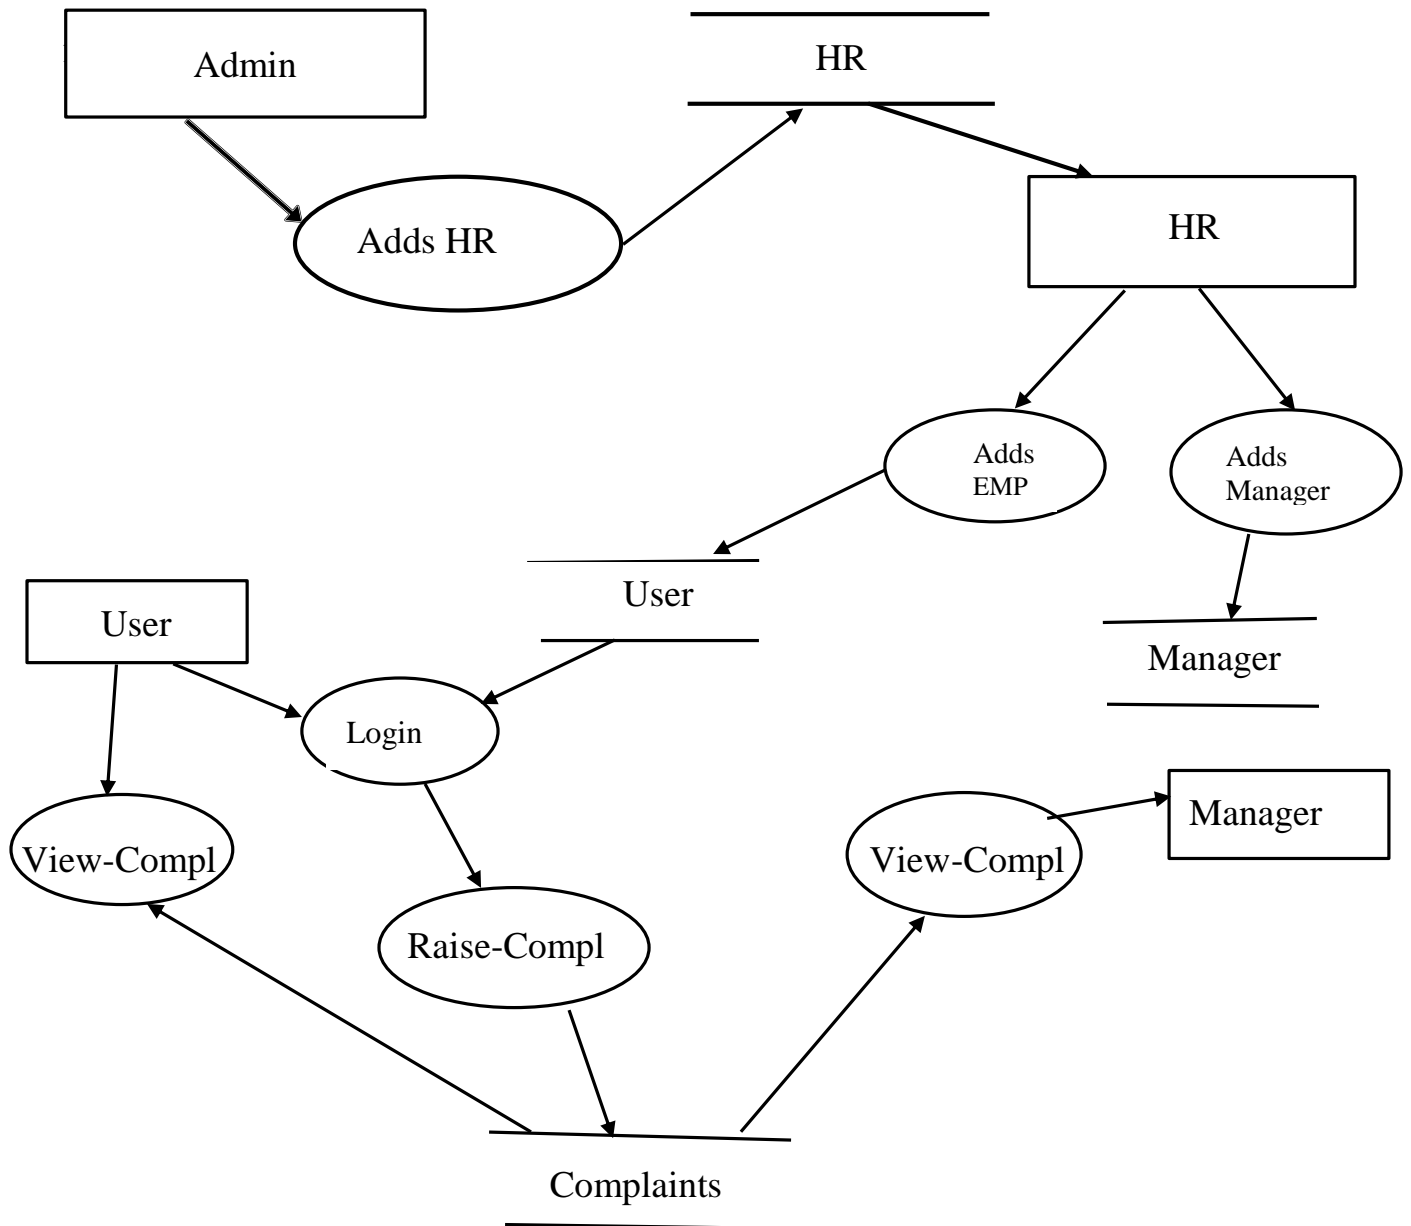 Admin
HR
Adds HR
HR
Adds
EMP
Adds
Manager
User
User
Manager
Login
Manager
View-Compl
View-Compl
Raise-Compl
Complaints